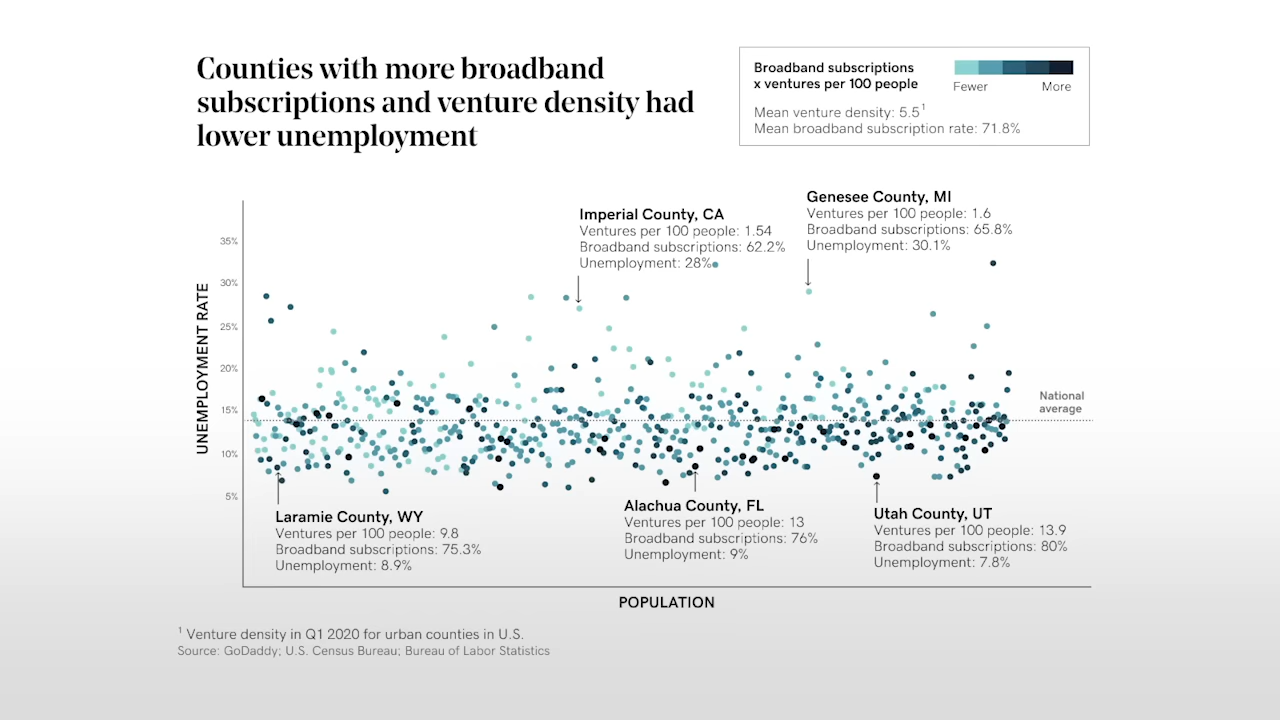 Counties with more broadband
subscriptions and venture density had
lower unemployment
Broadband subscriptions
x ventures per 100 people
Fewer
More
Mean venture density: 5.5¹
Mean broadband subscription rate: 71.8%
UNEMPLOYMENT RATE
35%
30%
25%
20%
15%
10%
5%
Imperial County, CA
Ventures per 100 people: 1.54
Broadband subscriptions: 62.2%
Unemployment: 28%
Genesee County, MI
Ventures per 100 people: 1.6
Broadband subscriptions: 65.8%
Unemployment: 30.1%
National
average
Laramie County, WY
Ventures per 100 people: 9.8
Broadband subscriptions: 75.3%
Unemployment: 8.9%
Alachua County, FL
Ventures per 100 people: 13
Broadband subscriptions: 76%
Unemployment: 9%
Utah County, UT
Ventures per 100 people: 13.9
Broadband subscriptions: 80%
Unemployment: 7.8%
POPULATION
¹ Venture density in Q1 2020 for urban counties in U.S.
Source: GoDaddy; U.S. Census Bureau; Bureau of Labor Statistics